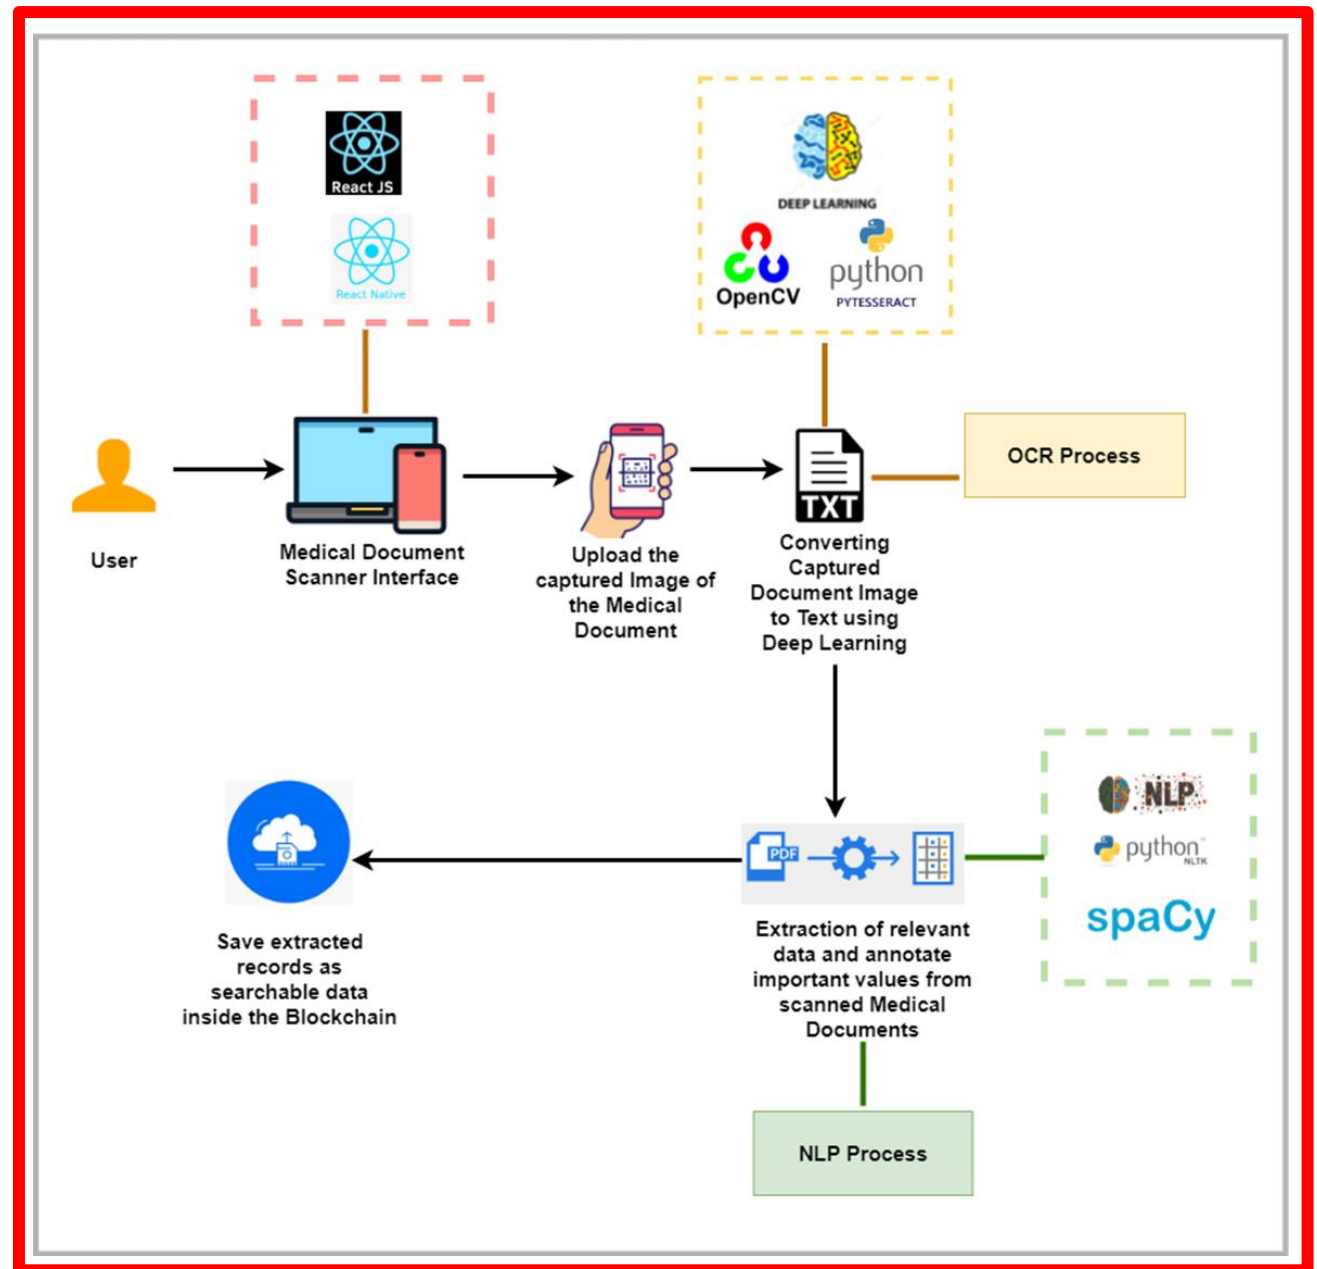 React JS
React Native
DEEP LEARNING
OpenCV
python
PYTESSERACT
OCR Process
TXT
User
Medical Document
Scanner Interface
Upload the
captured Image of
the Medical
Document
Converting
Captured
Document Image
to Text using
Deep Learning
NLP
python
NLTK
spaCy
PDF
Extraction of relevant
data and annotate
important values from
scanned Medical
Documents
Save extracted
records as
searchable data
inside the Blockchain
NLP Process